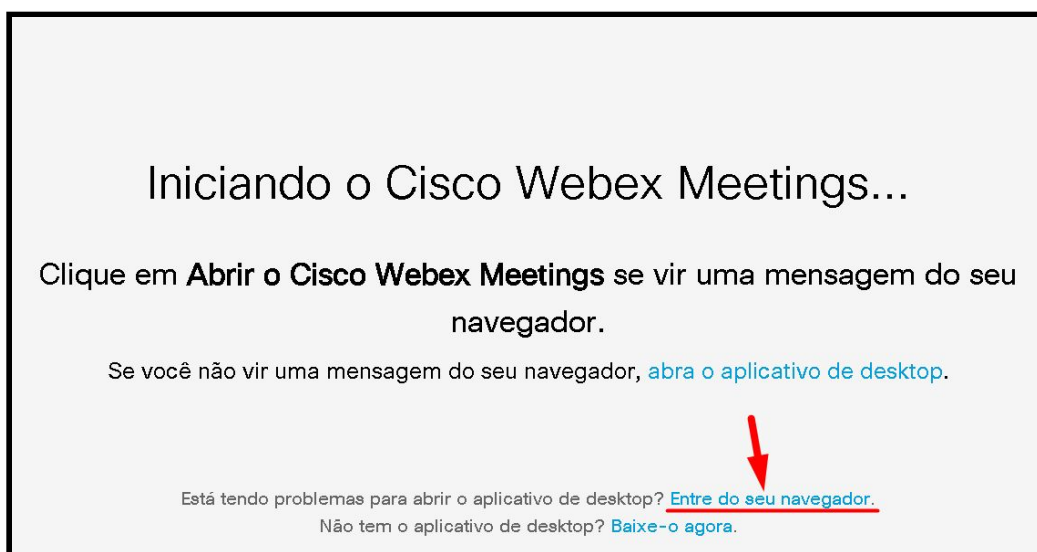 Iniciando o Cisco Webex Meetings...
Clique em Abrir o Cisco Webex Meetings se vir uma mensagem do seu
navegador.
Se você não vir uma mensagem do seu navegador, abra o aplicativo de desktop.
Está tendo problemas para abrir o aplicativo de desktop? Entre do seu navegador.
Não tem o aplicativo de desktop? Baixe-o agora.